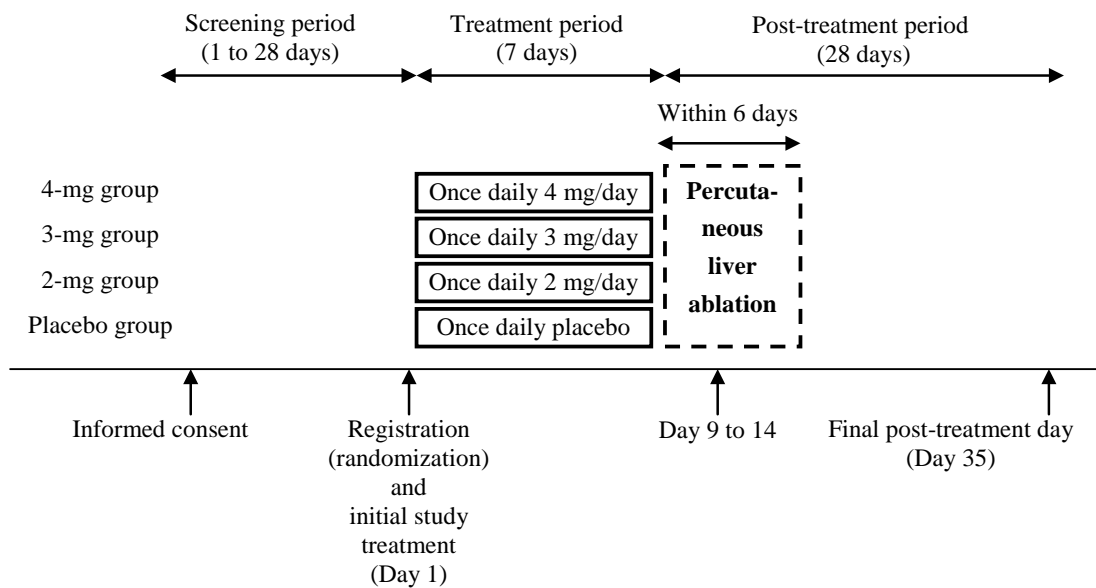 Screening period
(1 to 28 days)
Treatment period
(7 days)
Post-treatment period
(28 days)
Within 6 days
4-mg group
Once daily 4 mg/day
3-mg group
Once daily 3 mg/day
2-mg group
Once daily 2 mg/day
Placebo group
Once daily placebo
Percuta-
neous
liver
ablation
Informed consent
Registration
(randomization)
and
initial study
treatment
(Day 1)
Day 9 to 14
Final post-treatment day
(Day 35)